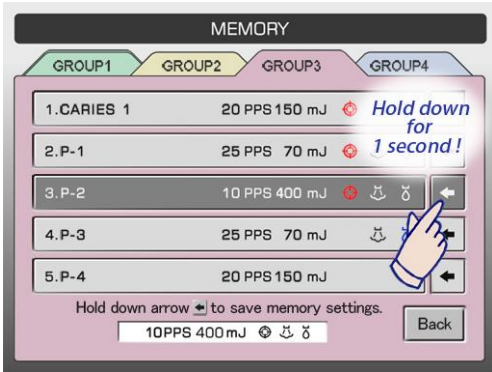 MEMORY
GROUP1 GROUP2 GROUP3 GROUP4
1.CARIES 1 20 PPS 150 mJ
Hold down
for
1 second !
2.P-1 25 PPS 70 mJ
3.P-2 10 PPS 400 mJ
4.P-3 25 PPS 70 mJ
5.P-4 20 PPS 150 mJ
Hold down arrow to save memory settings.
10PPS 400 mJ
Back